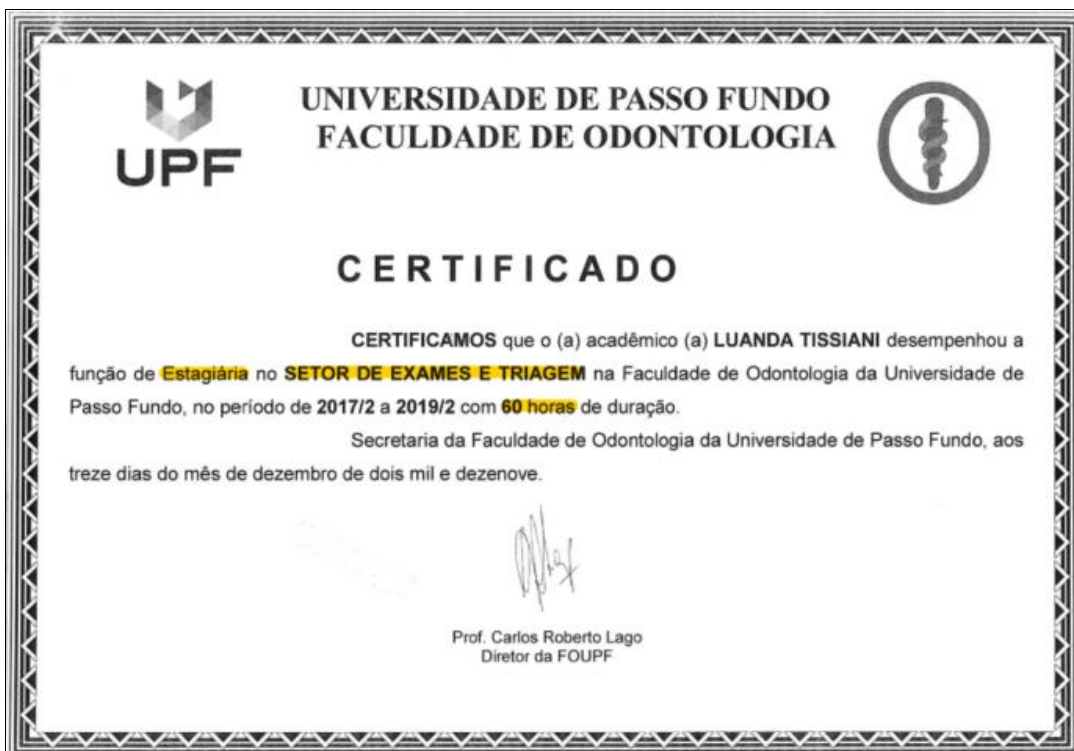 UPF
UNIVERSIDADE DE PASSO FUNDO
FACULDADE DE ODONTOLOGIA
CERTIFICADO
CERTIFICAMOS que o (a) acadêmico (a) LUANDA TISSIANI desempenhou a
função de Estagiária no SETOR DE EXAMES E TRIAGEM na Faculdade de Odontologia da Universidade de
Passo Fundo, no período de 2017/2 a 2019/2 com 60 horas de duração.
Secretaria da Faculdade de Odontologia da Universidade de Passo Fundo, aos
treze dias do mês de dezembro de dois mil e dezenove.
Prof. Carlos Roberto Lago
Diretor da FOUPF